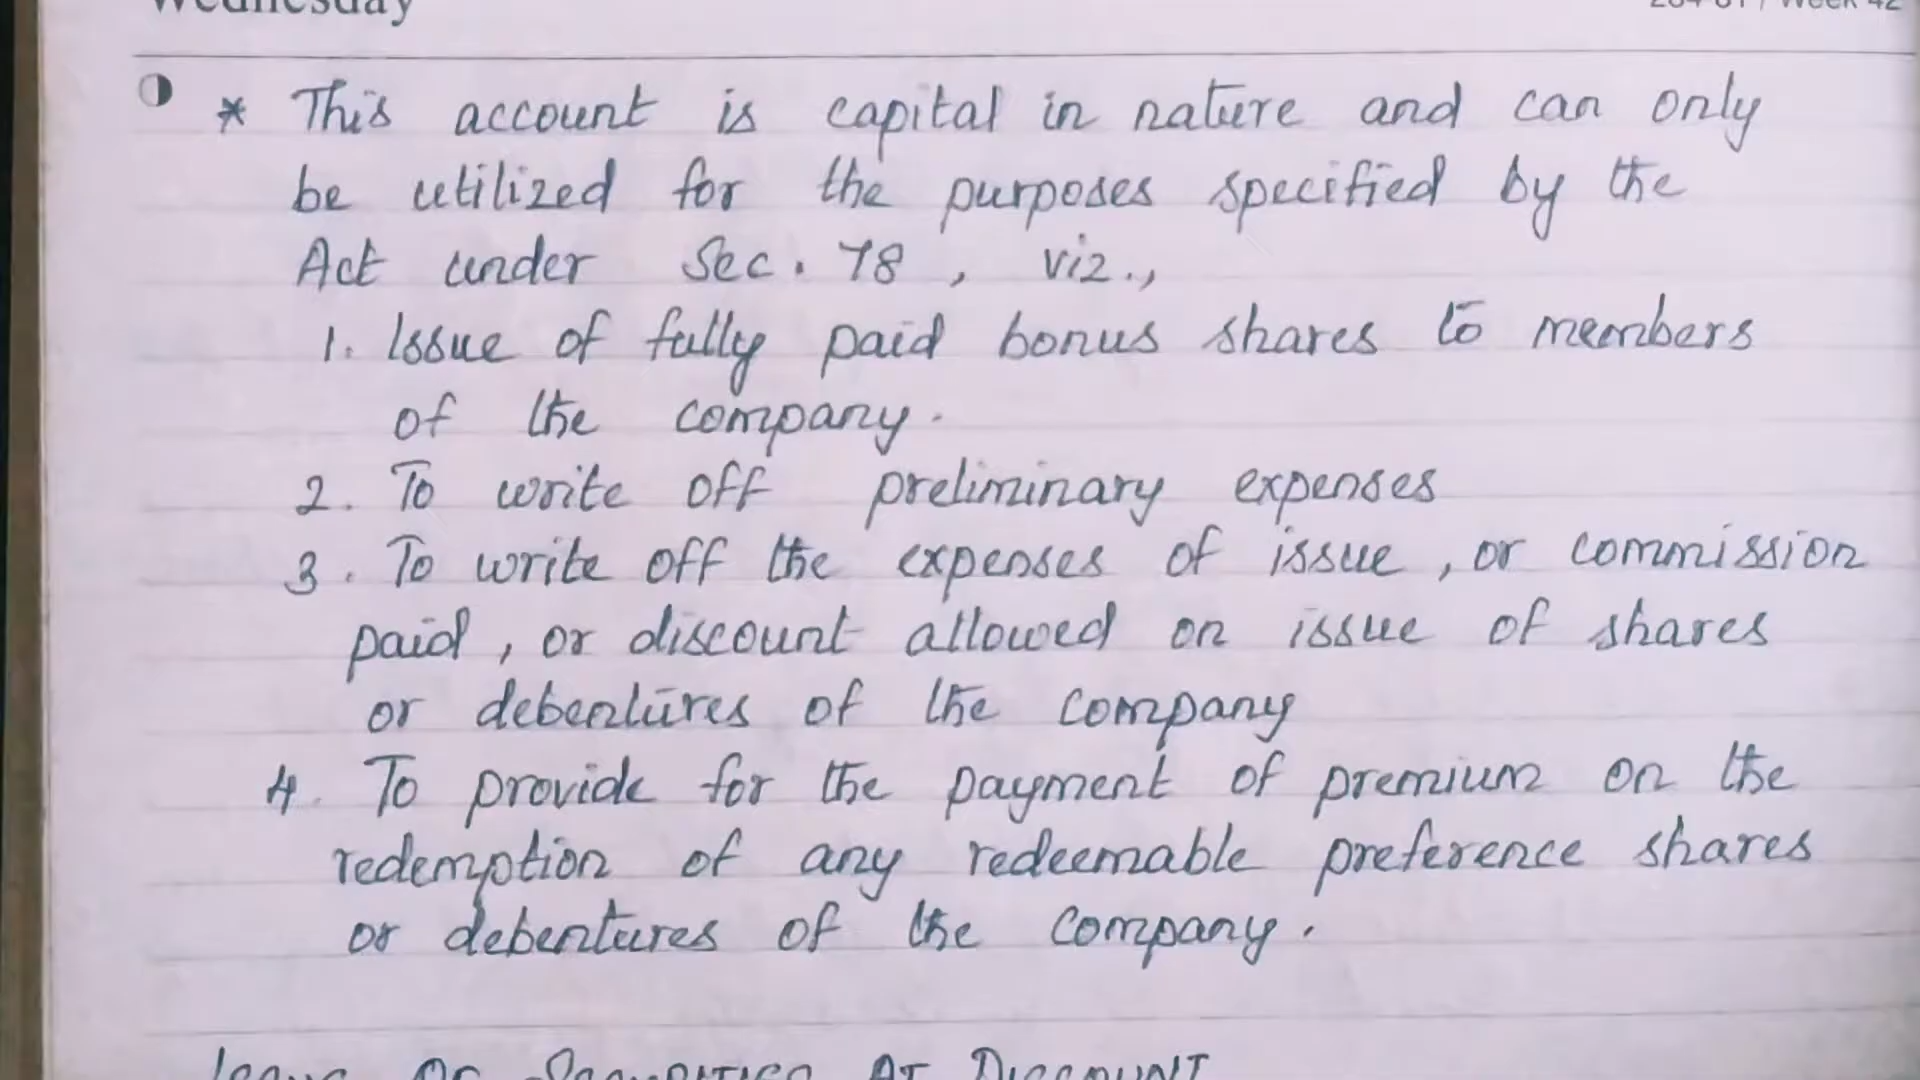 Wednesday
* This account is capital in nature and can only
be utilized for the purposes specified by the
Act under Sec. 78, viz.,
1. Issue of fully paid bonus shares to members
of the company.
2. To write off preliminary expenses
3. To write off the expenses of issue, or commission
paid, or discount allowed on issue of shares
or debentures of the company
4. To provide for the payment of premium on the
redemption of any redeemable preference shares
or debentures of the company.
AT DISCOUNT